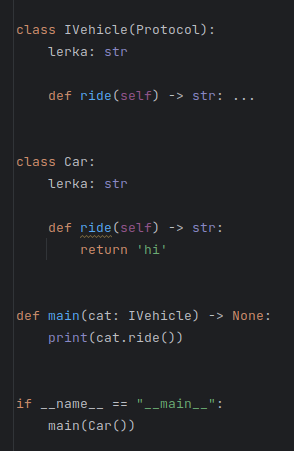 class IVehicle(Protocol):
    lerka: str
    def ride(self) -> str: ...
class Car:
    lerka: str
    def ride(self) -> str:
        return 'hi'
def main(cat: IVehicle) -> None:
    print(cat.ride())
if __name__ == "__main__":
    main(Car())